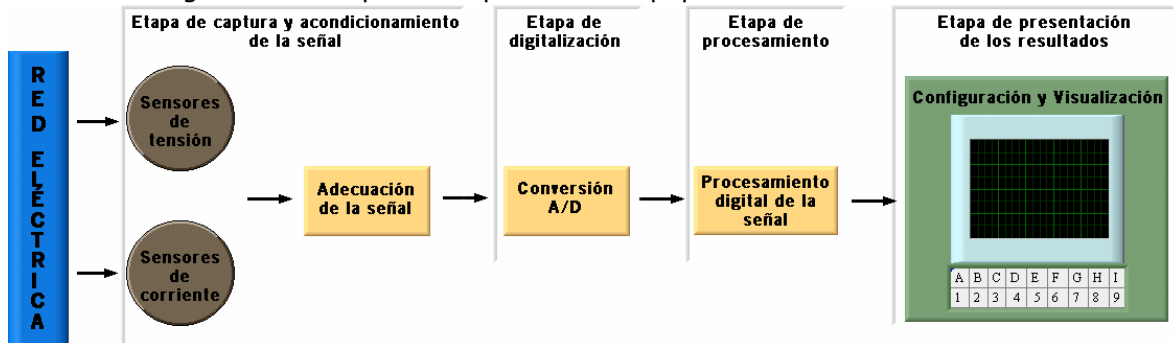 Etapa de captura y acondicionamiento
de la señal
Etapa de
digitalización
Etapa de
procesamiento
Etapa de presentación
de los resultados
RED ELÉCTRICA
Sensores
de
tensión
Sensores
de
corriente
Adecuación
de la señal
Conversión
A/D
Procesamiento
digital de la
señal
Configuración y Visualización
A B C D E F G H I
1 2 3 4 5 6 7 8 9